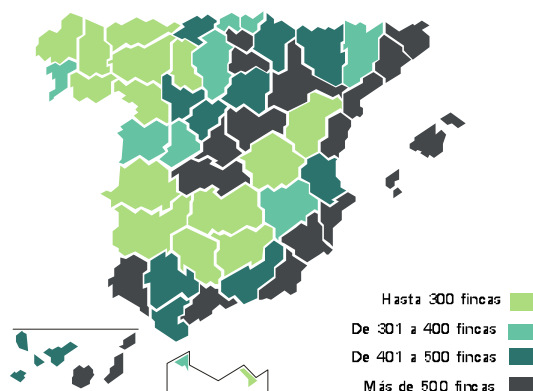 Hasta 300 fincas
De 301 a 400 fincas
De 401 a 500 fincas
Más de 500 fincas